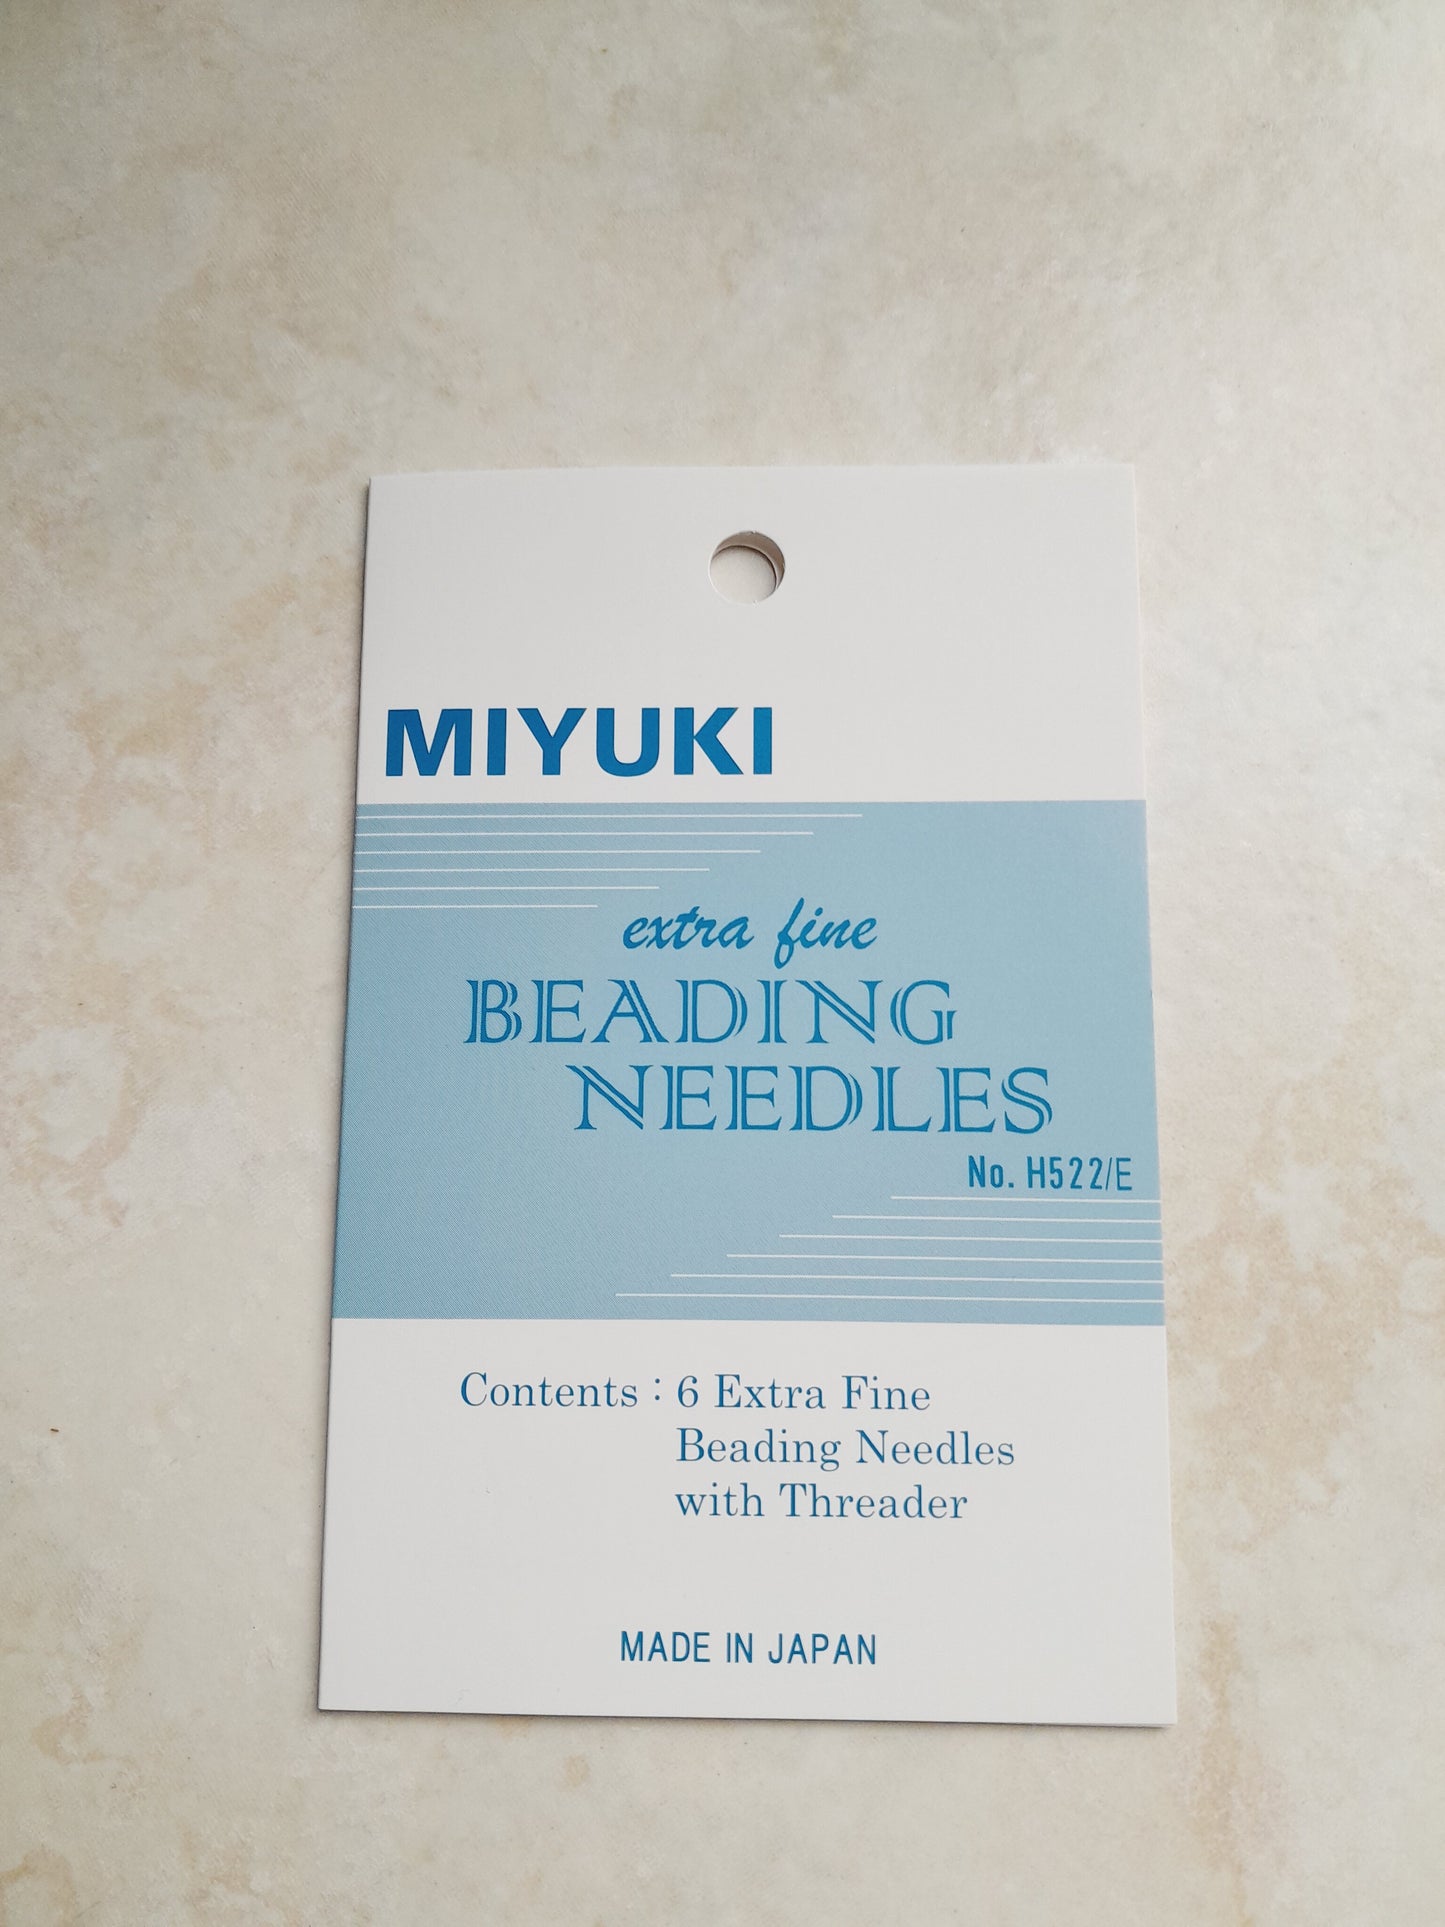 MIYUKI
extra fine
BEADING
NEEDLES
No. H522/E
Contents : 6 Extra Fine
Beading Needles
with Threader
MADE IN JAPAN